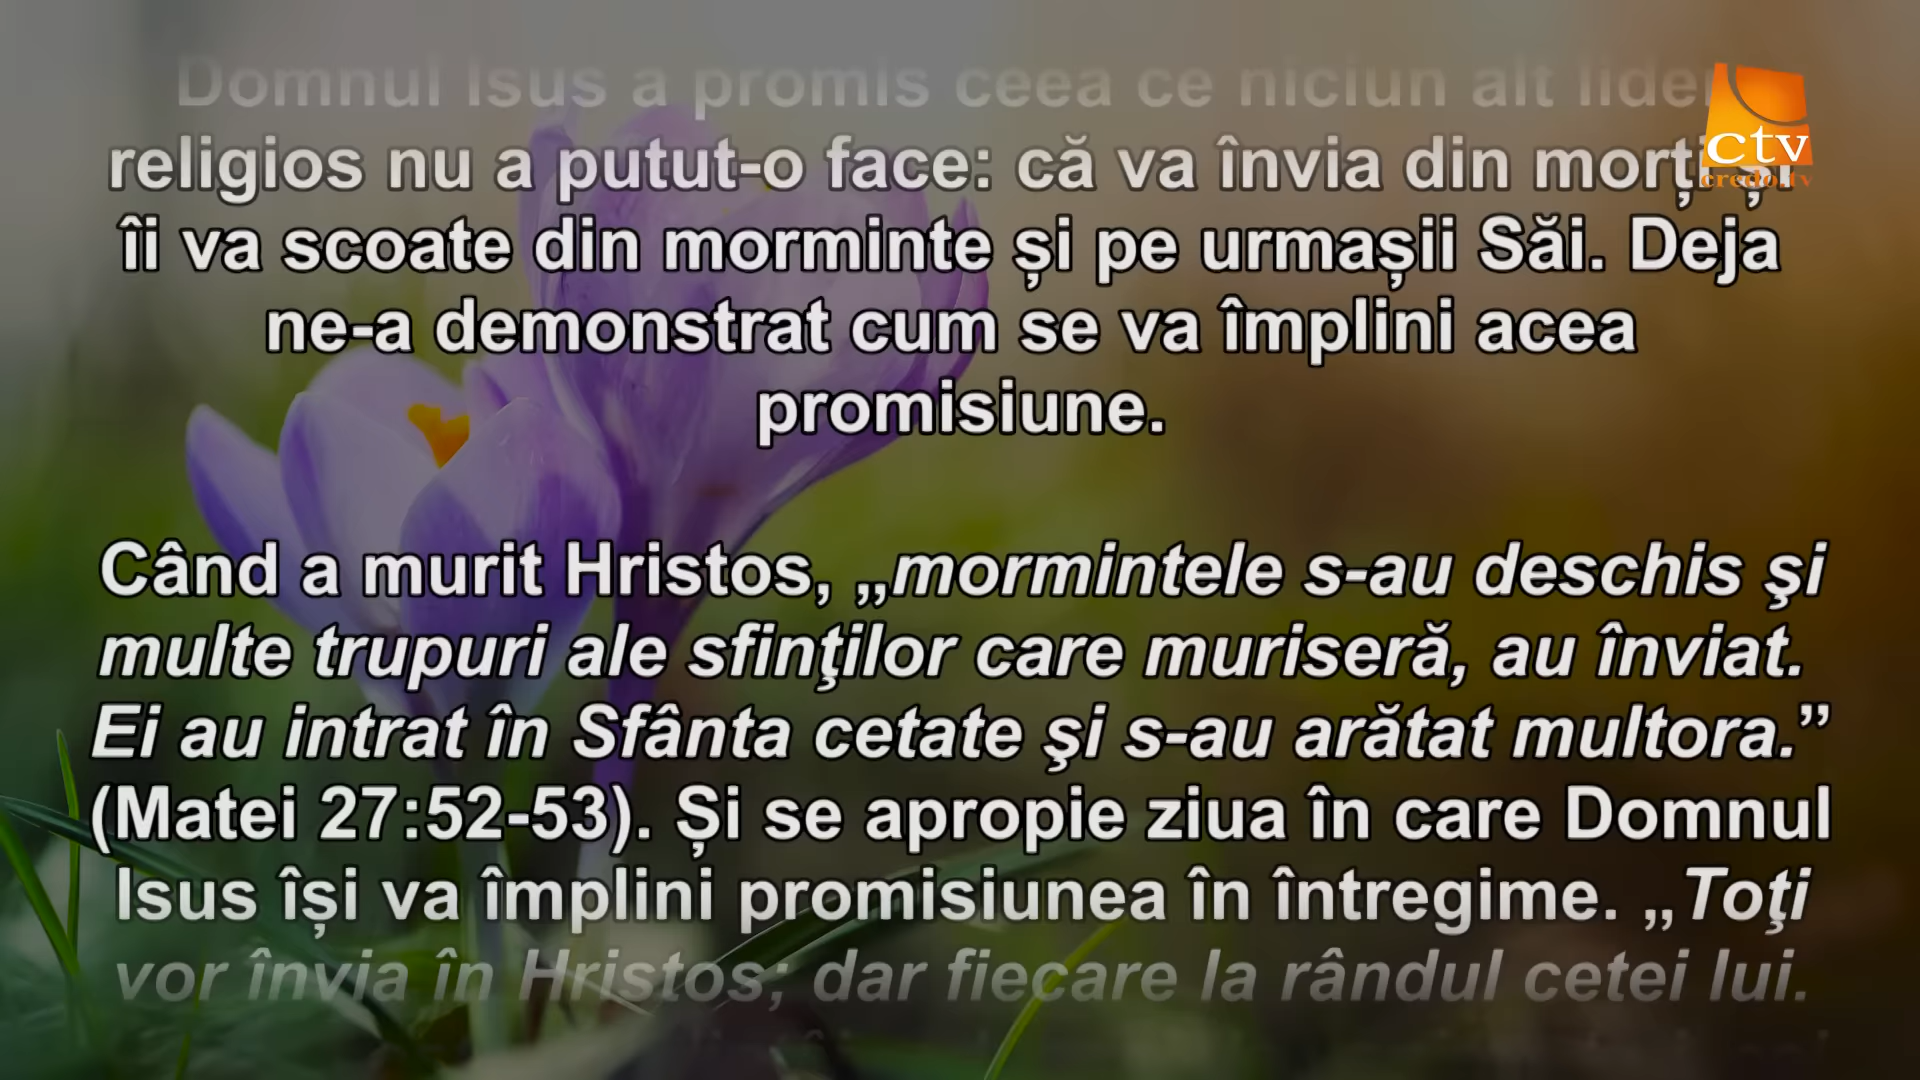 Domnul Isus a promis ceea ce niciun alt lider
religios nu a putut-o face: că va învia din morți și
îi va scoate din morminte și pe urmașii Săi. Deja
ne-a demonstrat cum se va împlini acea
promisiune.
Când a murit Hristos, „mormintele s-au deschis şi
multe trupuri ale sfinţilor care muriseră, au înviat.
Ei au intrat în Sfânta cetate şi s-au arătat multora.”
(Matei 27:52-53). Și se apropie ziua în care Domnul
Isus își va împlini promisiunea în întregime. „Toţi
vor învia în Hristos; dar fiecare la rândul cetei lui.
ctv
credo.tv